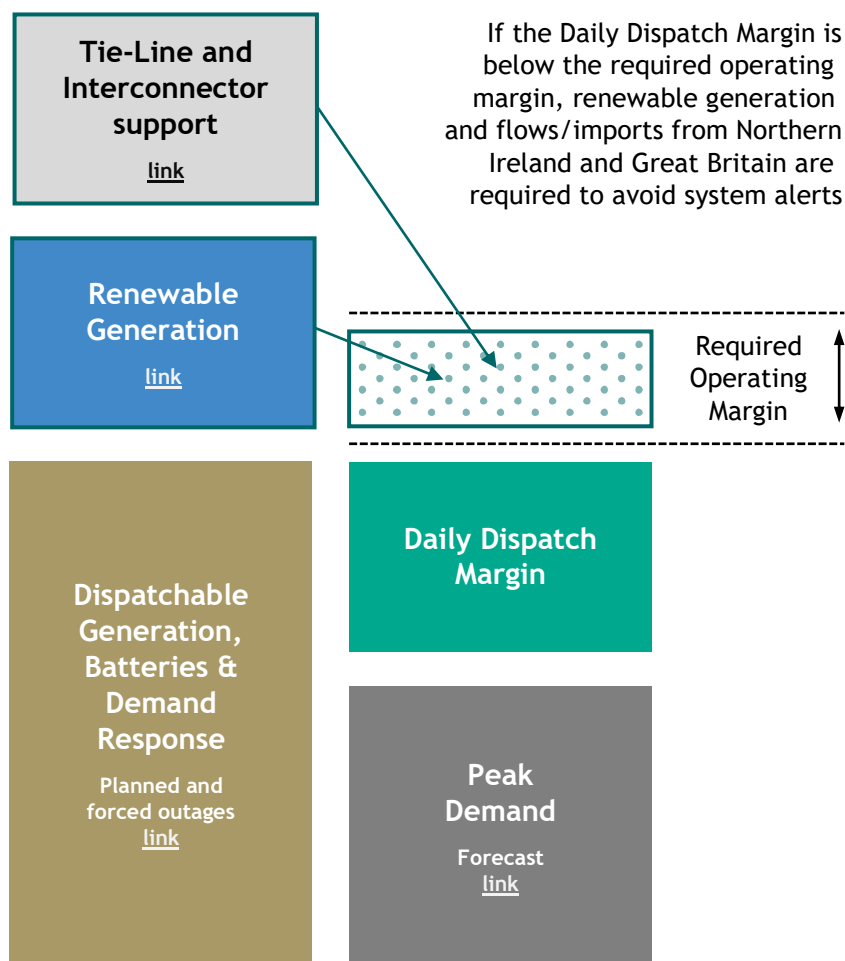 Tie-Line and
Interconnector
support
link
If the Daily Dispatch Margin is
below the required operating
margin, renewable generation
and flows/imports from Northern
Ireland and Great Britain are
required to avoid system alerts
Renewable
Generation
link
Required
Operating
Margin
Daily Dispatch
Margin
Dispatchable
Generation,
Batteries &
Demand
Response
Planned and
forced outages
link
Peak
Demand
Forecast
link